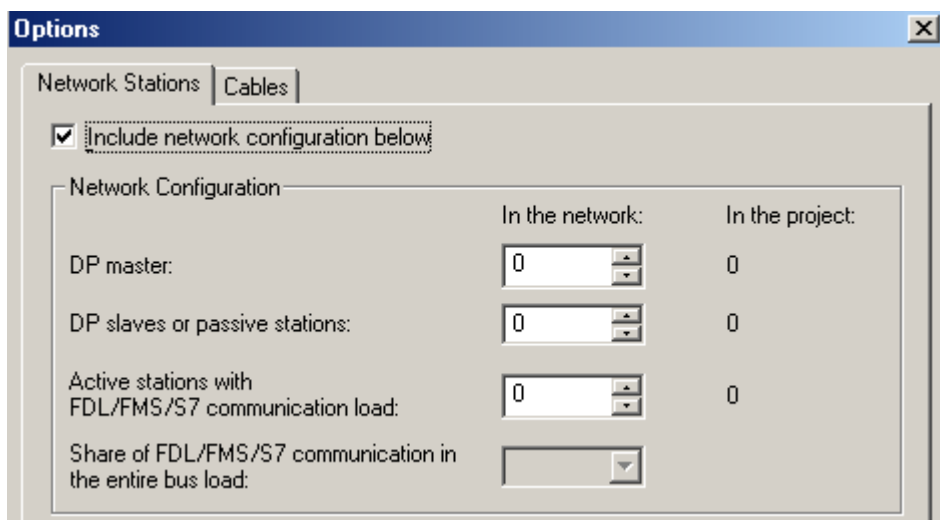 Options
Network Stations Cables
Include network configuration below
Network Configuration
In the network: In the project:
DP master: 0 0
DP slaves or passive stations: 0 0
Active stations with
FDL/FMS/S7 communication load: 0 0
Share of FDL/FMS/S7 communication in
the entire bus load: